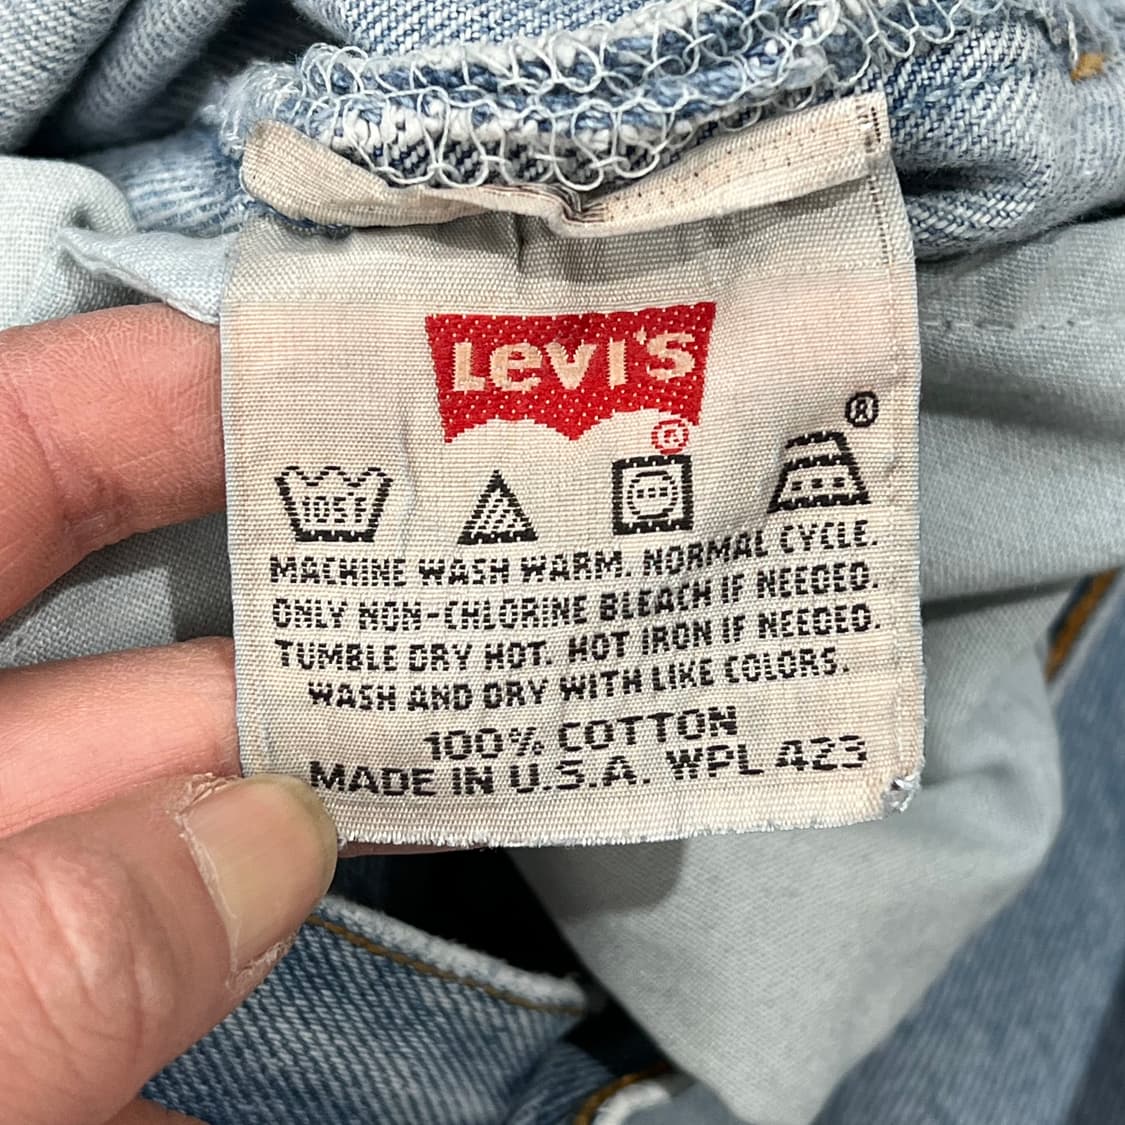 Levi's
®
®
105F
MACHINE WASH WARM. NORMAL CYCLE.
ONLY NON-CHLORINE BLEACH IF NEEDED.
TUMBLE DRY HOT. HOT IRON IF NEEDED.
WASH AND DRY WITH LIKE COLORS.
100% COTTON
MADE IN U.S.A. WPL 423